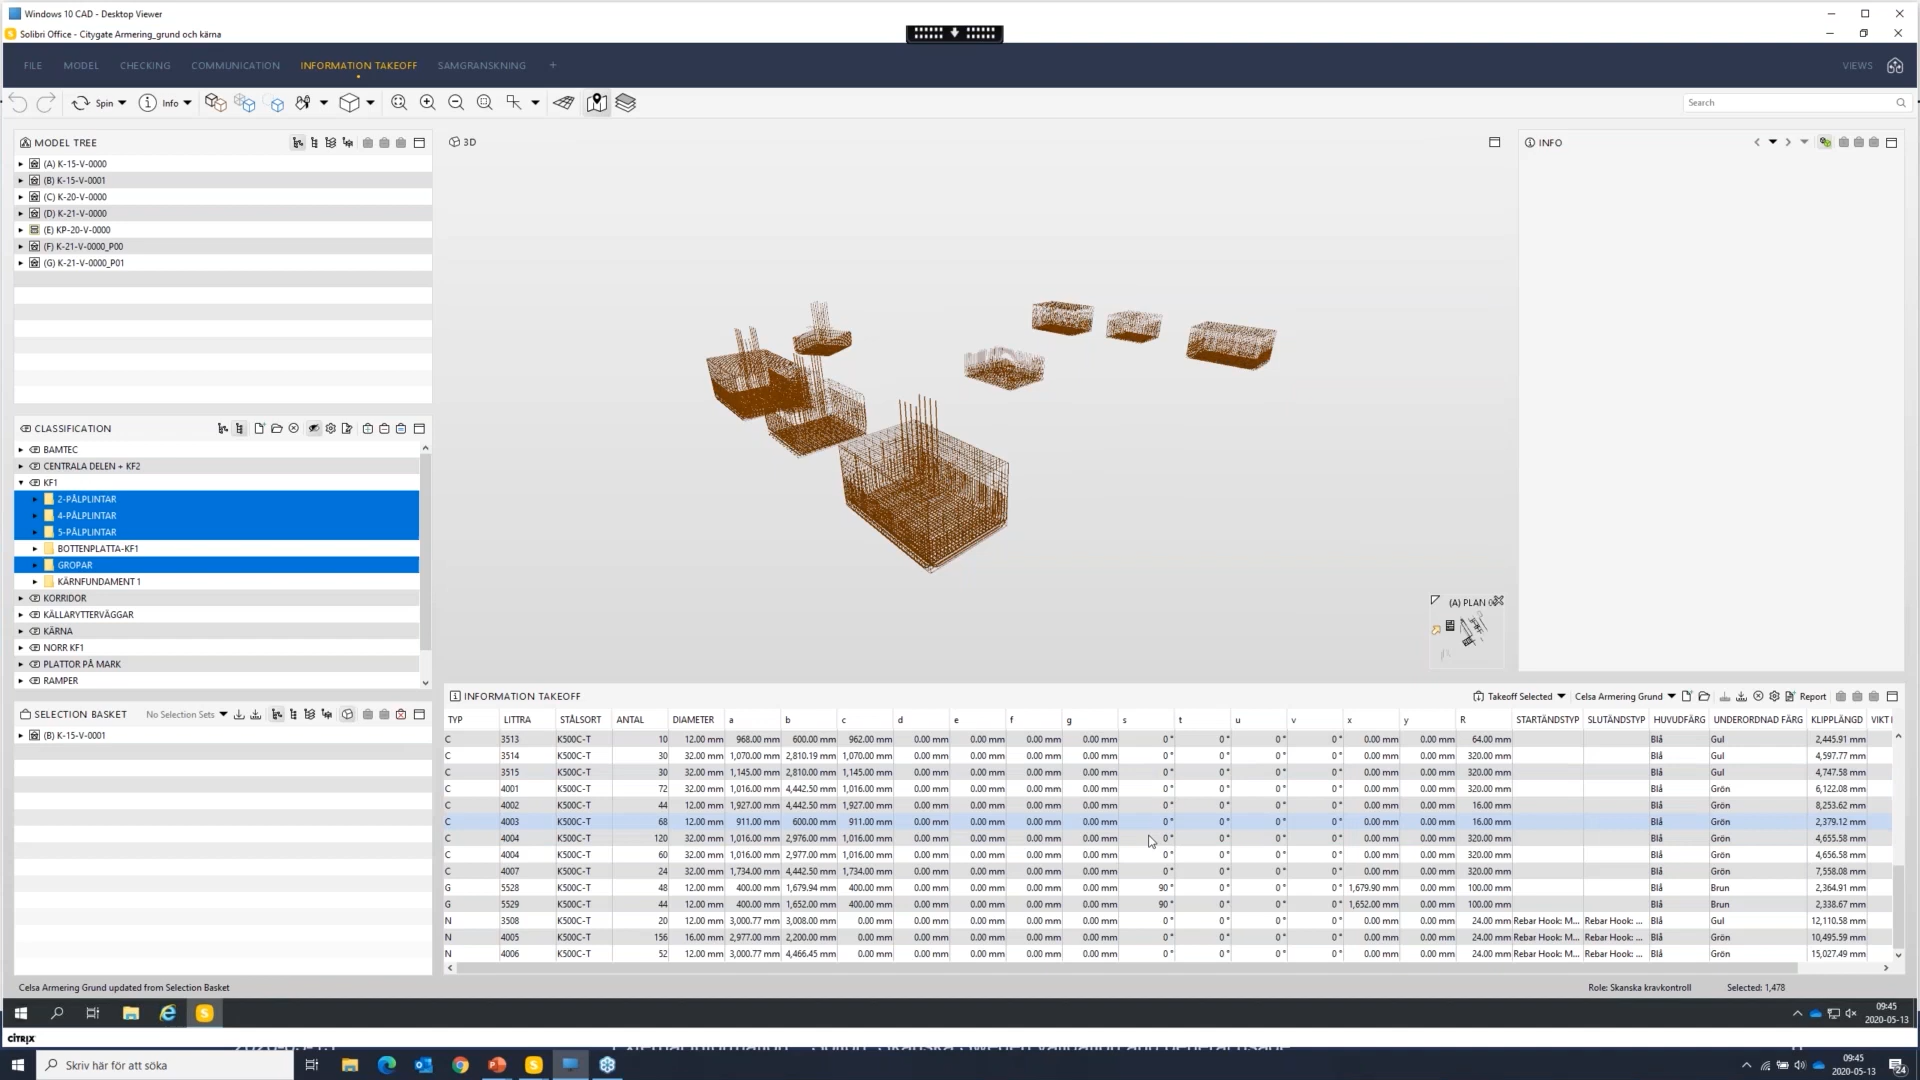 Windows 10 CAD - Desktop Viewer
Solibri Office - Citygate Armering_grund och kärna
FILE MODEL CHECKING COMMUNICATION INFORMATION TAKEOFF SAMGRANSKNING + VIEWS
Spin Info Search
MODEL TREE
(A) K-15-V-0000
(B) K-15-V-0001
(C) K-20-V-0000
(D) K-21-V-0000
(E) KP-20-V-0000
(F) K-21-V-0000_P00
(G) K-21-V-0000_P01
CLASSIFICATION
BAMTEC
CENTRALA DELEN + KF2
KF1
2-PÅLPLINTAR
4-PÅLPLINTAR
5-PÅLPLINTAR
BOTTENPLATTA-KF1
GROPAR
KÄRNFUNDAMENT 1
KORRIDOR
KÄLLARYTTERVÄGGAR
KÄRNA
NORR KF1
PLATTOR PÅ MARK
RAMPER
SELECTION BASKET No Selection Sets
(B) K-15-V-0001
3D
(A) PLAN
INFO
INFORMATION TAKEOFF Takeoff Selected Celsa Armering Grund Report
TYP LITTRA STÅLSORT ANTAL DIAMETER a b c d e f g s t u v x y R STARTÄNDSTYP SLUTÄNDSTYP HUVUDFÄRG UNDERORDNAD FÄRG KLIPPLÄNGD
C 3513 K500C-T 10 12.00 mm 968.00 mm 600.00 mm 962.00 mm 0.00 mm 0.00 mm 0.00 mm 0.00 mm 0 ° 0 ° 0 ° 0 ° 0.00 mm 0.00 mm 64.00 mm Blå Gul 2,445.91 mm
C 3514 K500C-T 30 32.00 mm 1,070.00 mm 2,810.19 mm 1,070.00 mm 0.00 mm 0.00 mm 0.00 mm 0.00 mm 0 ° 0 ° 0 ° 0 ° 0.00 mm 0.00 mm 320.00 mm Blå Gul 4,597.77 mm
C 3515 K500C-T 30 32.00 mm 1,145.00 mm 2,810.00 mm 1,145.00 mm 0.00 mm 0.00 mm 0.00 mm 0.00 mm 0 ° 0 ° 0 ° 0 ° 0.00 mm 0.00 mm 320.00 mm Blå Gul 4,747.58 mm
C 4001 K500C-T 72 32.00 mm 1,016.00 mm 4,442.50 mm 1,016.00 mm 0.00 mm 0.00 mm 0.00 mm 0.00 mm 0 ° 0 ° 0 ° 0 ° 0.00 mm 0.00 mm 320.00 mm Blå Grön 6,122.08 mm
C 4002 K500C-T 44 12.00 mm 1,927.00 mm 4,442.50 mm 1,927.00 mm 0.00 mm 0.00 mm 0.00 mm 0.00 mm 0 ° 0 ° 0 ° 0 ° 0.00 mm 0.00 mm 16.00 mm Blå Grön 8,253.62 mm
C 4003 K500C-T 68 12.00 mm 911.00 mm 600.00 mm 911.00 mm 0.00 mm 0.00 mm 0.00 mm 0.00 mm 0 ° 0 ° 0 ° 0 ° 0.00 mm 0.00 mm 16.00 mm Blå Grön 2,379.12 mm
C 4004 K500C-T 120 32.00 mm 1,016.00 mm 2,976.00 mm 1,016.00 mm 0.00 mm 0.00 mm 0.00 mm 0.00 mm 0 ° 0 ° 0 ° 0 ° 0.00 mm 0.00 mm 320.00 mm Blå Grön 4,655.58 mm
C 4004 K500C-T 60 32.00 mm 1,016.00 mm 2,977.00 mm 1,016.00 mm 0.00 mm 0.00 mm 0.00 mm 0.00 mm 0 ° 0 ° 0 ° 0 ° 0.00 mm 0.00 mm 320.00 mm Blå Grön 4,656.58 mm
C 4007 K500C-T 24 32.00 mm 1,734.00 mm 4,442.50 mm 1,734.00 mm 0.00 mm 0.00 mm 0.00 mm 0.00 mm 0 ° 0 ° 0 ° 0 ° 0.00 mm 0.00 mm 320.00 mm Blå Grön 7,558.08 mm
G 5528 K500C-T 48 12.00 mm 400.00 mm 1,679.94 mm 400.00 mm 0.00 mm 0.00 mm 0.00 mm 0.00 mm 90 ° 0 ° 0 ° 0 ° 1,679.90 mm 0.00 mm 100.00 mm Blå Brun 2,364.91 mm
G 5529 K500C-T 44 12.00 mm 400.00 mm 1,652.00 mm 400.00 mm 0.00 mm 0.00 mm 0.00 mm 0.00 mm 90 ° 0 ° 0 ° 0 ° 1,652.00 mm 0.00 mm 100.00 mm Blå Brun 2,338.67 mm
N 3508 K500C-T 20 12.00 mm 3,000.77 mm 3,008.00 mm 0.00 mm 0.00 mm 0.00 mm 0.00 mm 0.00 mm 0 ° 0 ° 0 ° 0 ° 0.00 mm 0.00 mm 24.00 mm Rebar Hook: M... Rebar Hook: ... Blå Gul 12,110.58 mm
N 4005 K500C-T 156 16.00 mm 2,977.00 mm 2,200.00 mm 0.00 mm 0.00 mm 0.00 mm 0.00 mm 0.00 mm 0 ° 0 ° 0 ° 0 ° 0.00 mm 0.00 mm 24.00 mm Rebar Hook: M... Rebar Hook: ... Blå Grön 10,495.59 mm
N 4006 K500C-T 52 12.00 mm 3,000.77 mm 4,466.45 mm 0.00 mm 0.00 mm 0.00 mm 0.00 mm 0.00 mm 0 ° 0 ° 0 ° 0 ° 0.00 mm 0.00 mm 24.00 mm Rebar Hook: M... Rebar Hook: ... Blå Grön 15,027.49 mm
Celsa Armering Grund updated from Selection Basket Role: Skanska kravkontroll Selected: 1,478
09:45
2020-05-13
citrix
Skriv här för att söka
09:45
2020-05-13
24